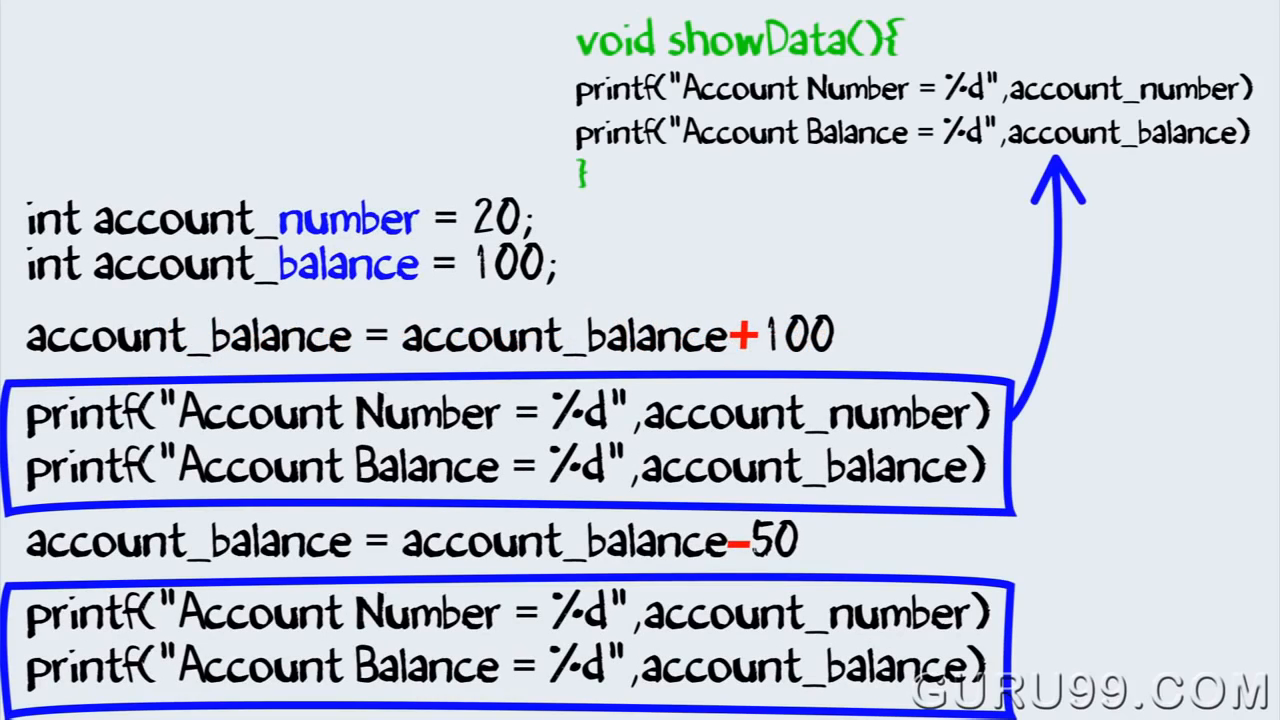 void showData(){
printf("Account Number = %d",account_number)
printf("Account Balance = %d",account_balance)
}
int account_number = 20;
int account_balance = 100;
account_balance = account_balance+100
printf("Account Number = %d",account_number)
printf("Account Balance = %d",account_balance)
account_balance = account_balance-50
printf("Account Number = %d",account_number)
printf("Account Balance = %d",account_balance)
GURU99.COM